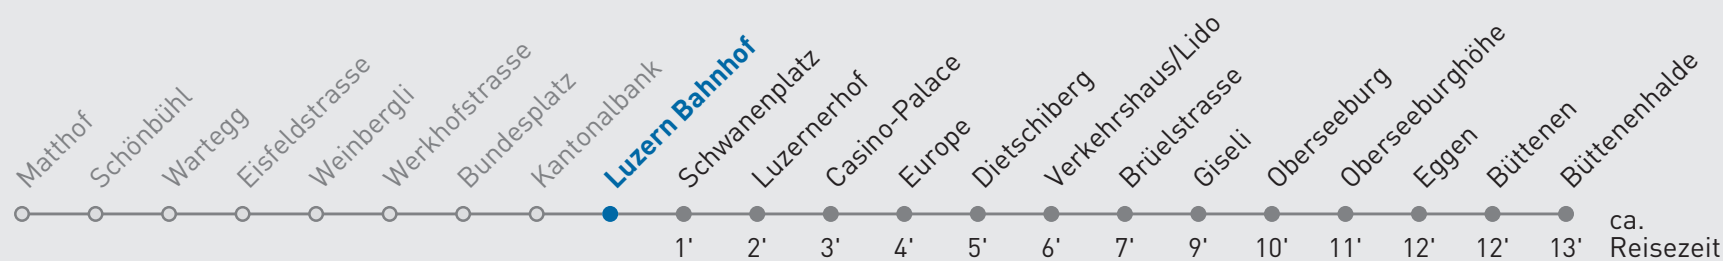 Matthof
Schönbühl
Wartegg
Eisfeldstrasse
Weinbergli
Werkhofstrasse
Bundesplatz
Kantonalbank
Luzern Bahnhof
Schwanenplatz
Luzernerhof
Casino-Palace
Europe
Dietschiberg
Verkehrshaus/Lido
Brüelstrasse
Giseli
Oberseeburg
Oberseeburghöhe
Eggen
Büttenen
Büttenenhalde
1' 2' 3' 4' 5' 6' 7' 9' 10' 11' 12' 12' 13'
ca.
Reisezeit